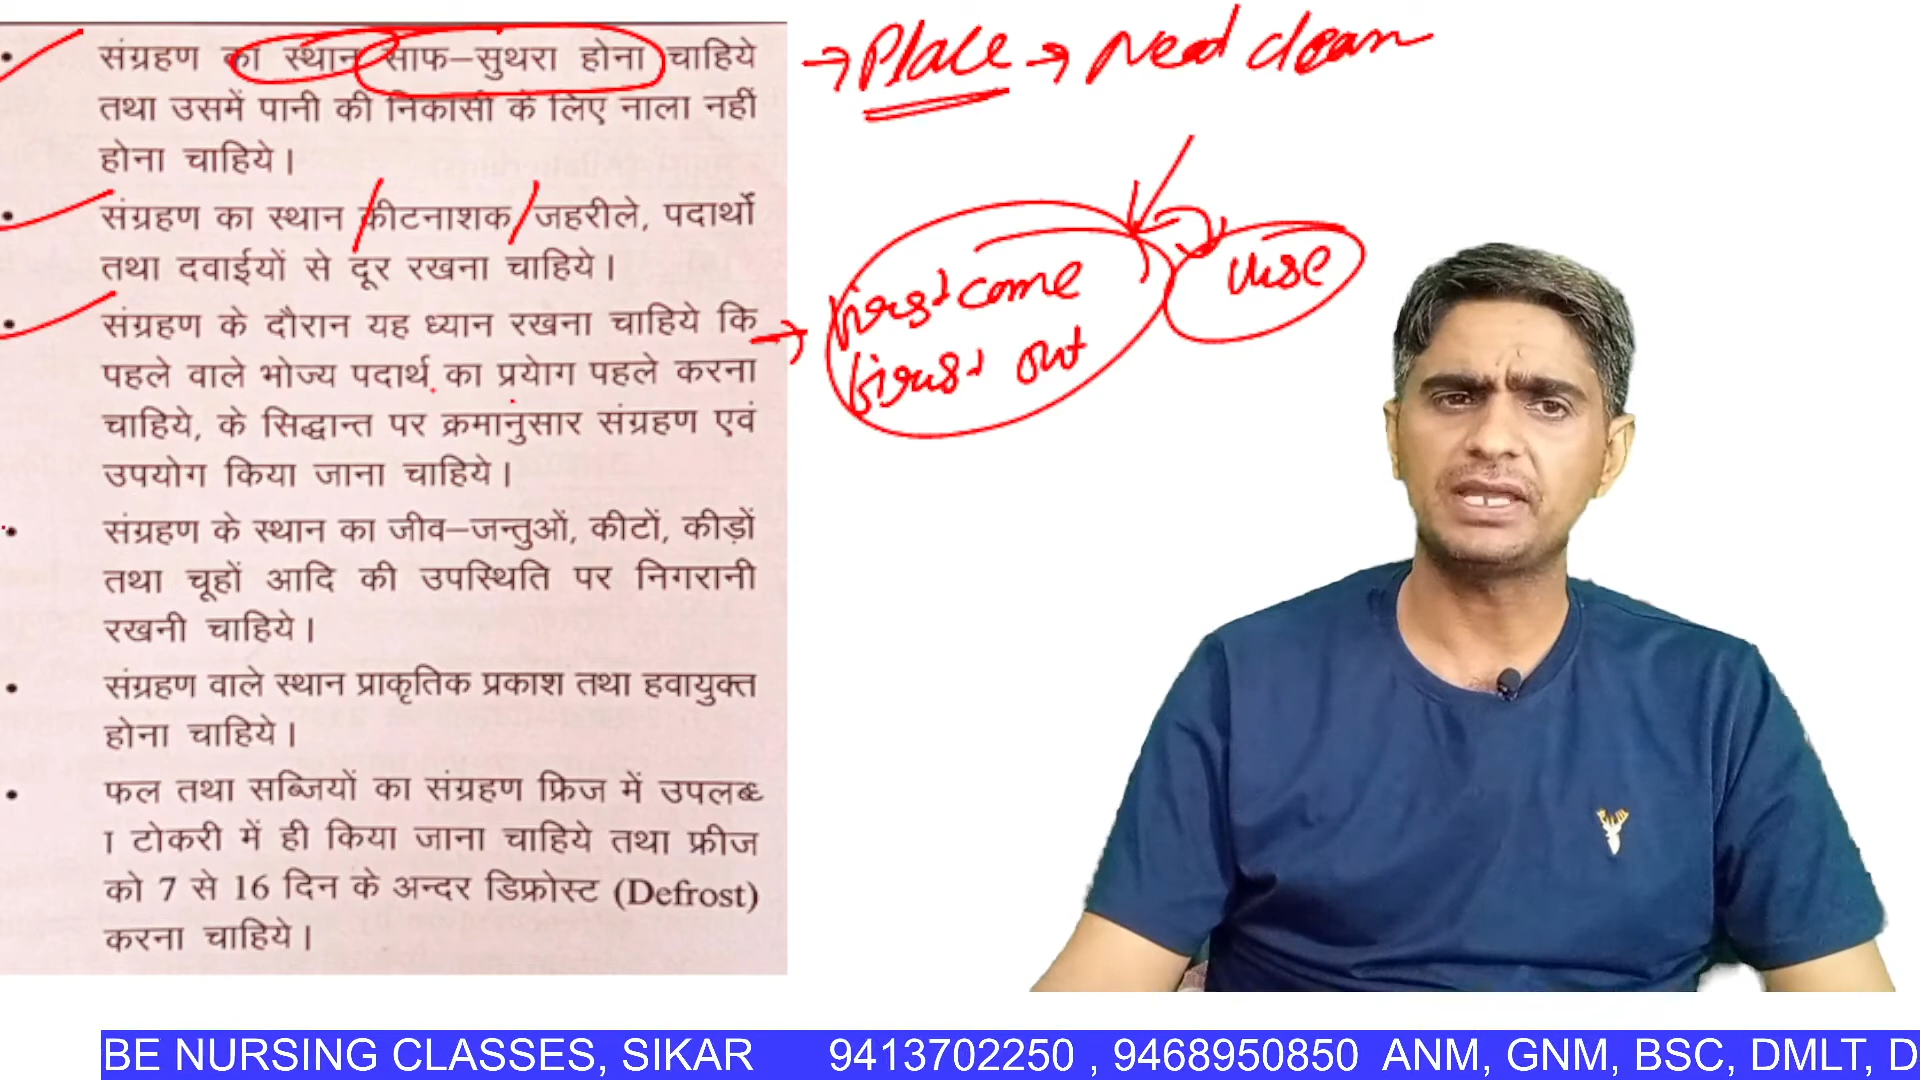 • संग्रहण का स्थान साफ–सुथरा होना चाहिये
तथा उसमें पानी की निकासी के लिए नाला नहीं
होना चाहिये।
• संग्रहण का स्थान कीटनाशक/जहरीले, पदार्थो
तथा दवाईयों से दूर रखना चाहिये।
• संग्रहण के दौरान यह ध्यान रखना चाहिये कि
पहले वाले भोज्य पदार्थ का प्रयोग पहले करना
चाहिये, के सिद्धान्त पर क्रमानुसार संग्रहण एवं
उपयोग किया जाना चाहिये।
• संग्रहण के स्थान का जीव–जन्तुओं, कीटों, कीड़ों
तथा चूहों आदि की उपस्थिति पर निगरानी
रखनी चाहिये।
• संग्रहण वाले स्थान प्राकृतिक प्रकाश तथा हवायुक्त
होना चाहिये।
• फल तथा सब्जियों का संग्रहण फ्रिज में उपलब्ध
ा टोकरी में ही किया जाना चाहिये तथा फ्रीज
को 7 से 16 दिन के अन्दर डिफ्रोस्ट (Defrost)
करना चाहिये।
→ Place → Neat clean
→ first come
first out
use
BE NURSING CLASSES, SIKAR 9413702250 , 9468950850 ANM, GNM, BSC, DMLT, D